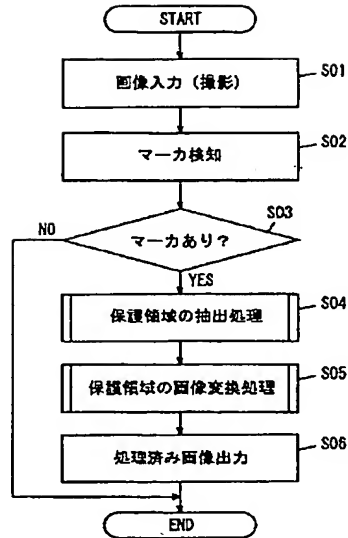 START
画像入力（撮影）
S01
マーカ検知
S02
マーカあり？
S03
NO
YES
保護領域の抽出処理
S04
保護領域の画像変換処理
S05
処理済み画像出力
S06
END